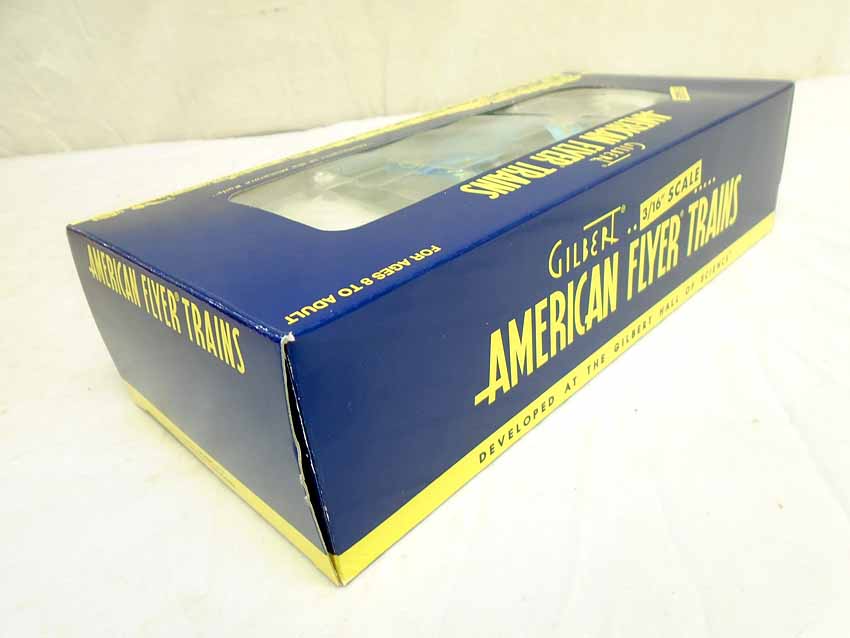 GILBERT®
AMERICAN FLYER TRAINS
FOR AGES 8 TO ADULT
AMERICAN FLYER® TRAINS
GILBERT®
3/16" SCALE
AMERICAN FLYER® TRAINS
DEVELOPED AT THE GILBERT HALL OF SCIENCE